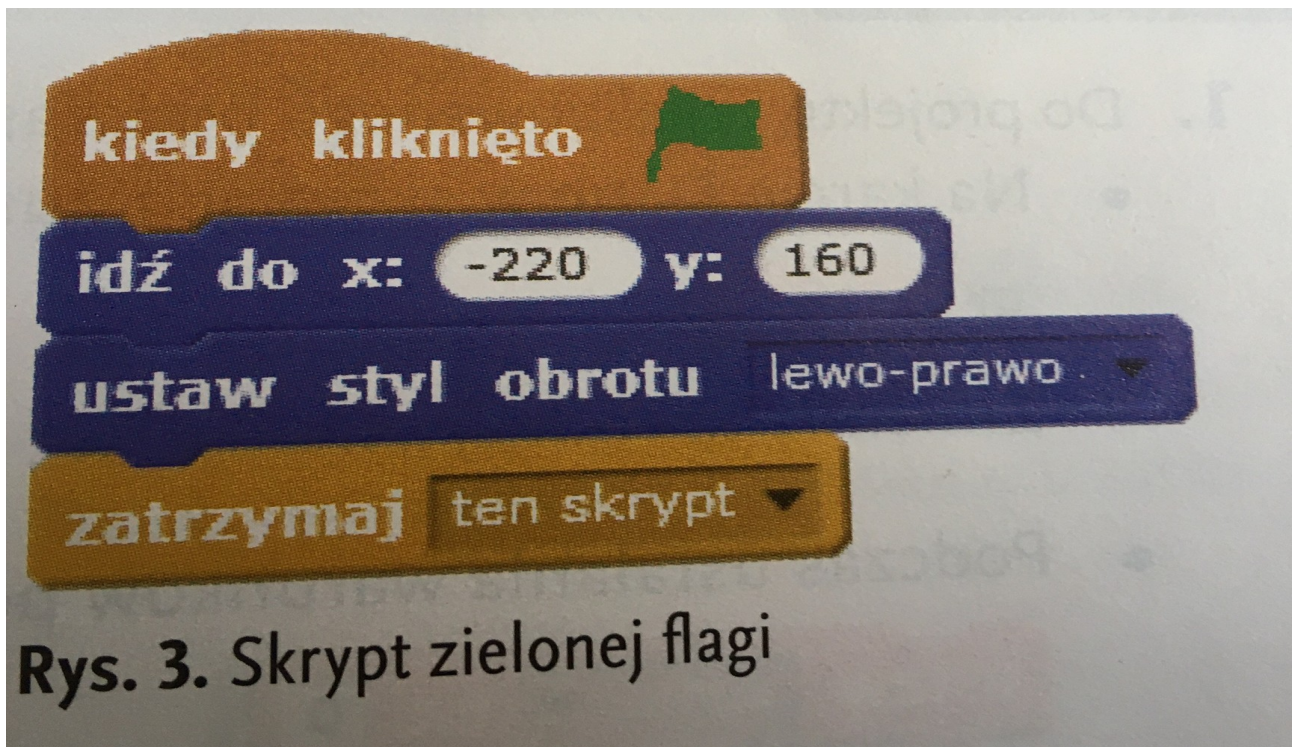 kiedy kliknięto
idź do x: -220 y: 160
ustaw styl obrotu lewo-prawo
zatrzymaj ten skrypt
Rys. 3. Skrypt zielonej flagi